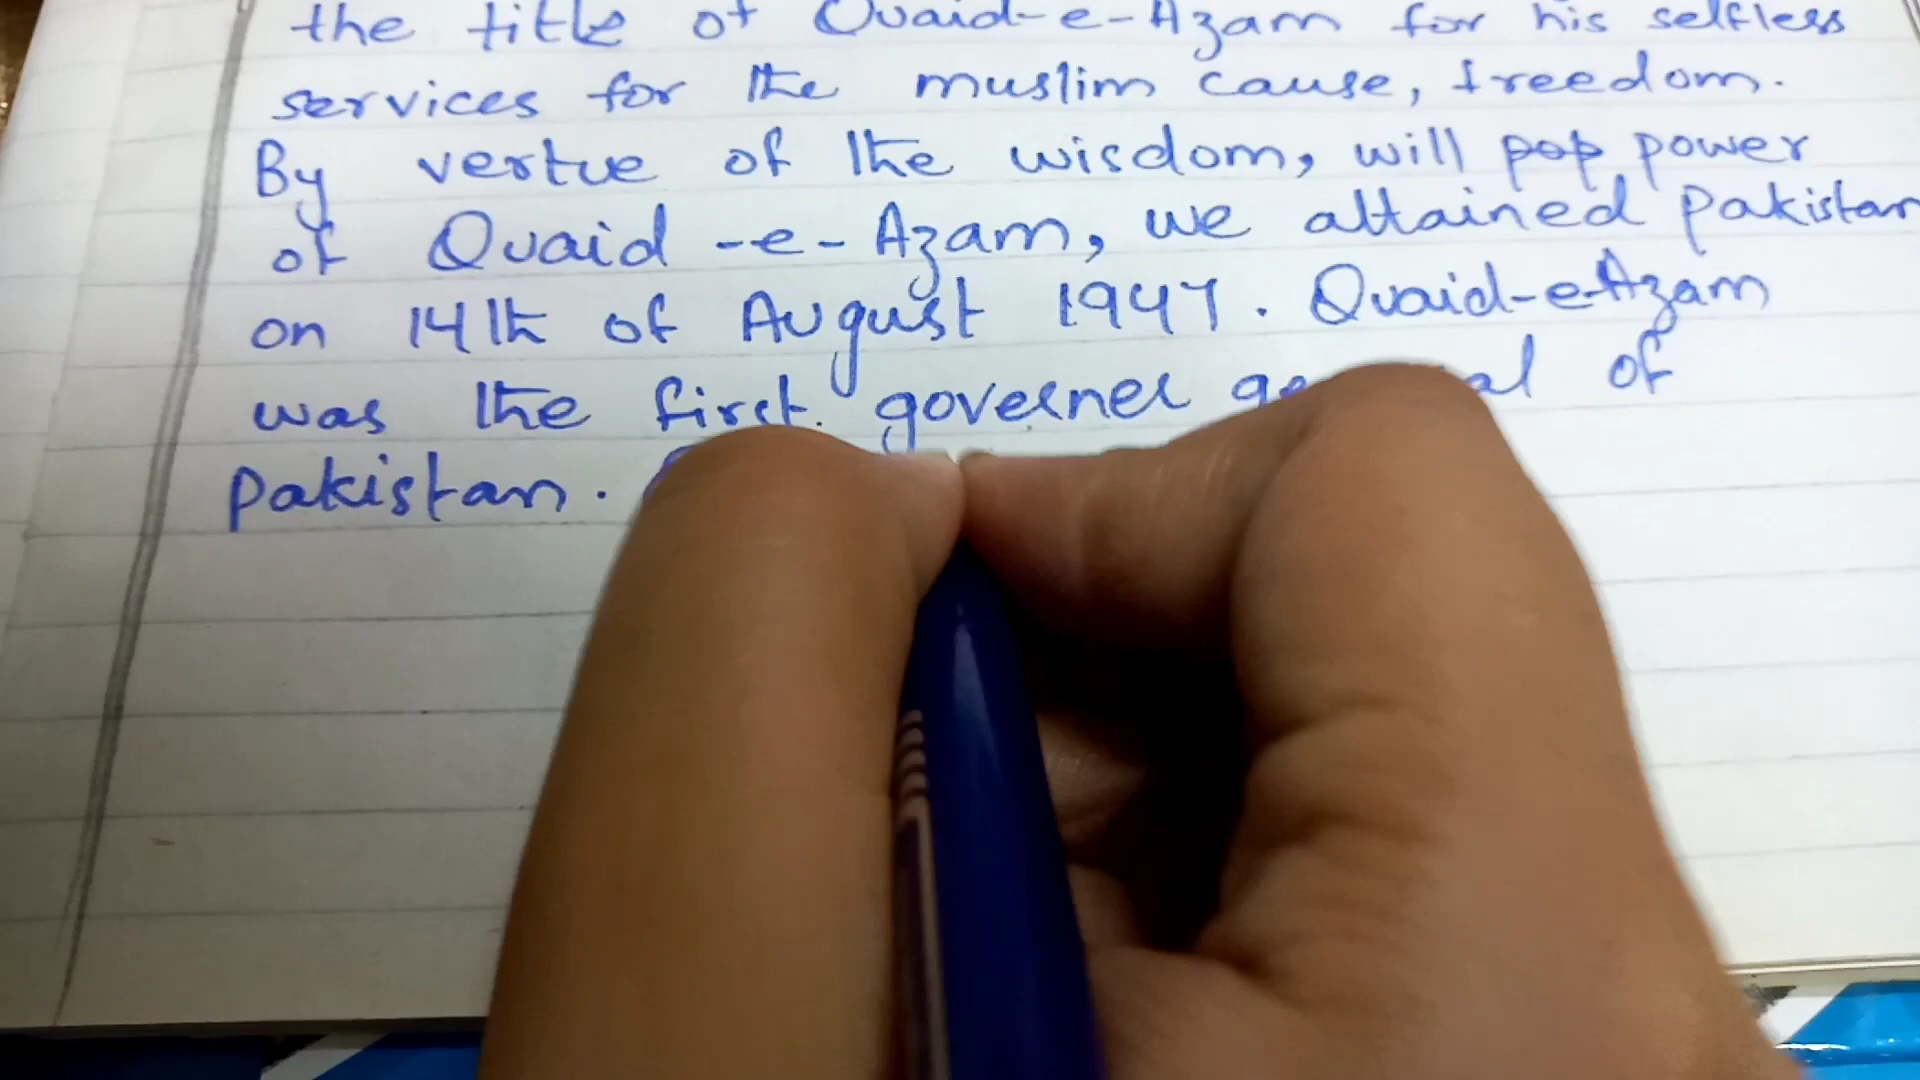 the title of Quaid-e-Azam for his selfless
services for the muslim cause, freedom.
By vertue of the wisdom, will pop power
of Quaid-e-Azam, we attained pakistan
on 14th of August 1947. Quaid-e-Azam
was the first governer of
pakistan.